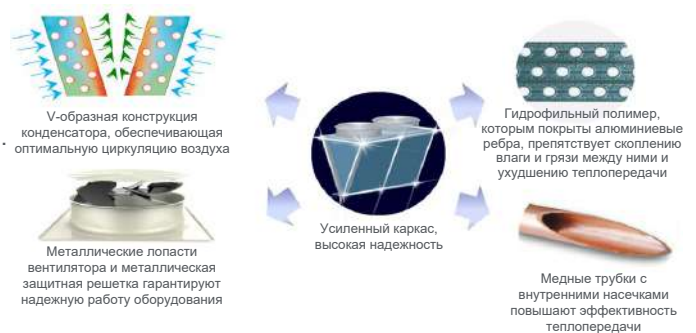 V-образная конструкция
конденсатора, обеспечивающая
оптимальную циркуляцию воздуха
Металлические лопасти
вентилятора и металлическая
защитная решетка гарантируют
надежную работу оборудования
Усиленный каркас,
высокая надежность
Гидрофильный полимер,
которым покрыты алюминиевые
ребра, препятствует скоплению
влаги и грязи между ними и
ухудшению теплопередачи
Медные трубки с
внутренними насечками
повышают эффективность
теплопередачи